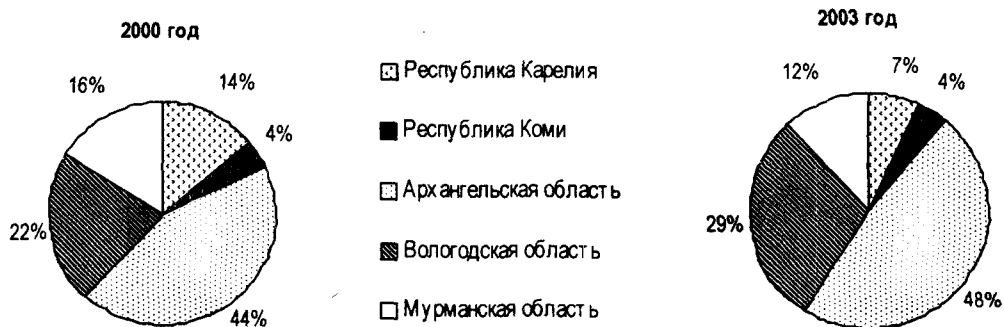 2000 год
16%
14%
4%
22%
44%
Республика Карелия
Республика Коми
Архангельская область
Вологодская область
Мурманская область
2003 год
12%
7%
4%
29%
48%